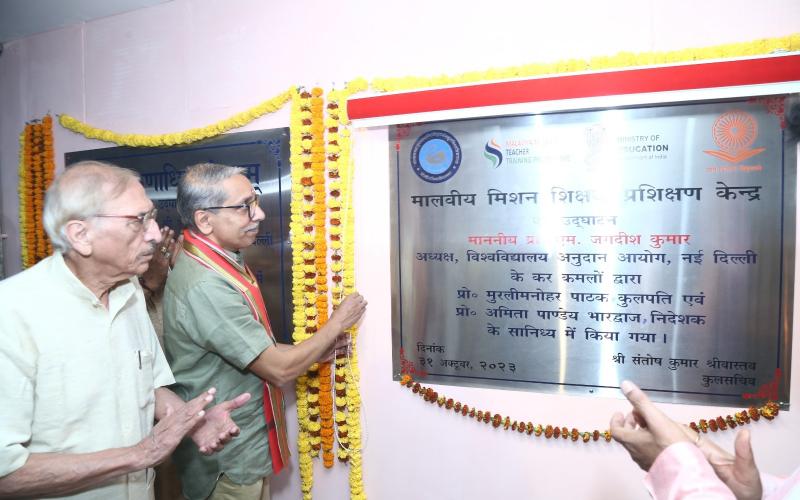 TEACHER
MINISTRY OF
EDUCATION
मालवीय मिशन शिक्षक प्रशिक्षण केन्द्र
उद्घाटन
माननीय प्रो. एम. जगदीश कुमार
अध्यक्ष, विश्वविद्यालय अनुदान आयोग, नई दिल्ली
के कर कमलों द्वारा
प्रो० मुरलीमनोहर पाठक, कुलपति एवं
प्रो० अमिता पाण्डेय भारद्वाज, निदेशक
के सानिध्य में किया गया।
दिनांक
३१ अक्टूबर, २०२३
श्री संतोष कुमार श्रीवास्तव
कुलसचिव